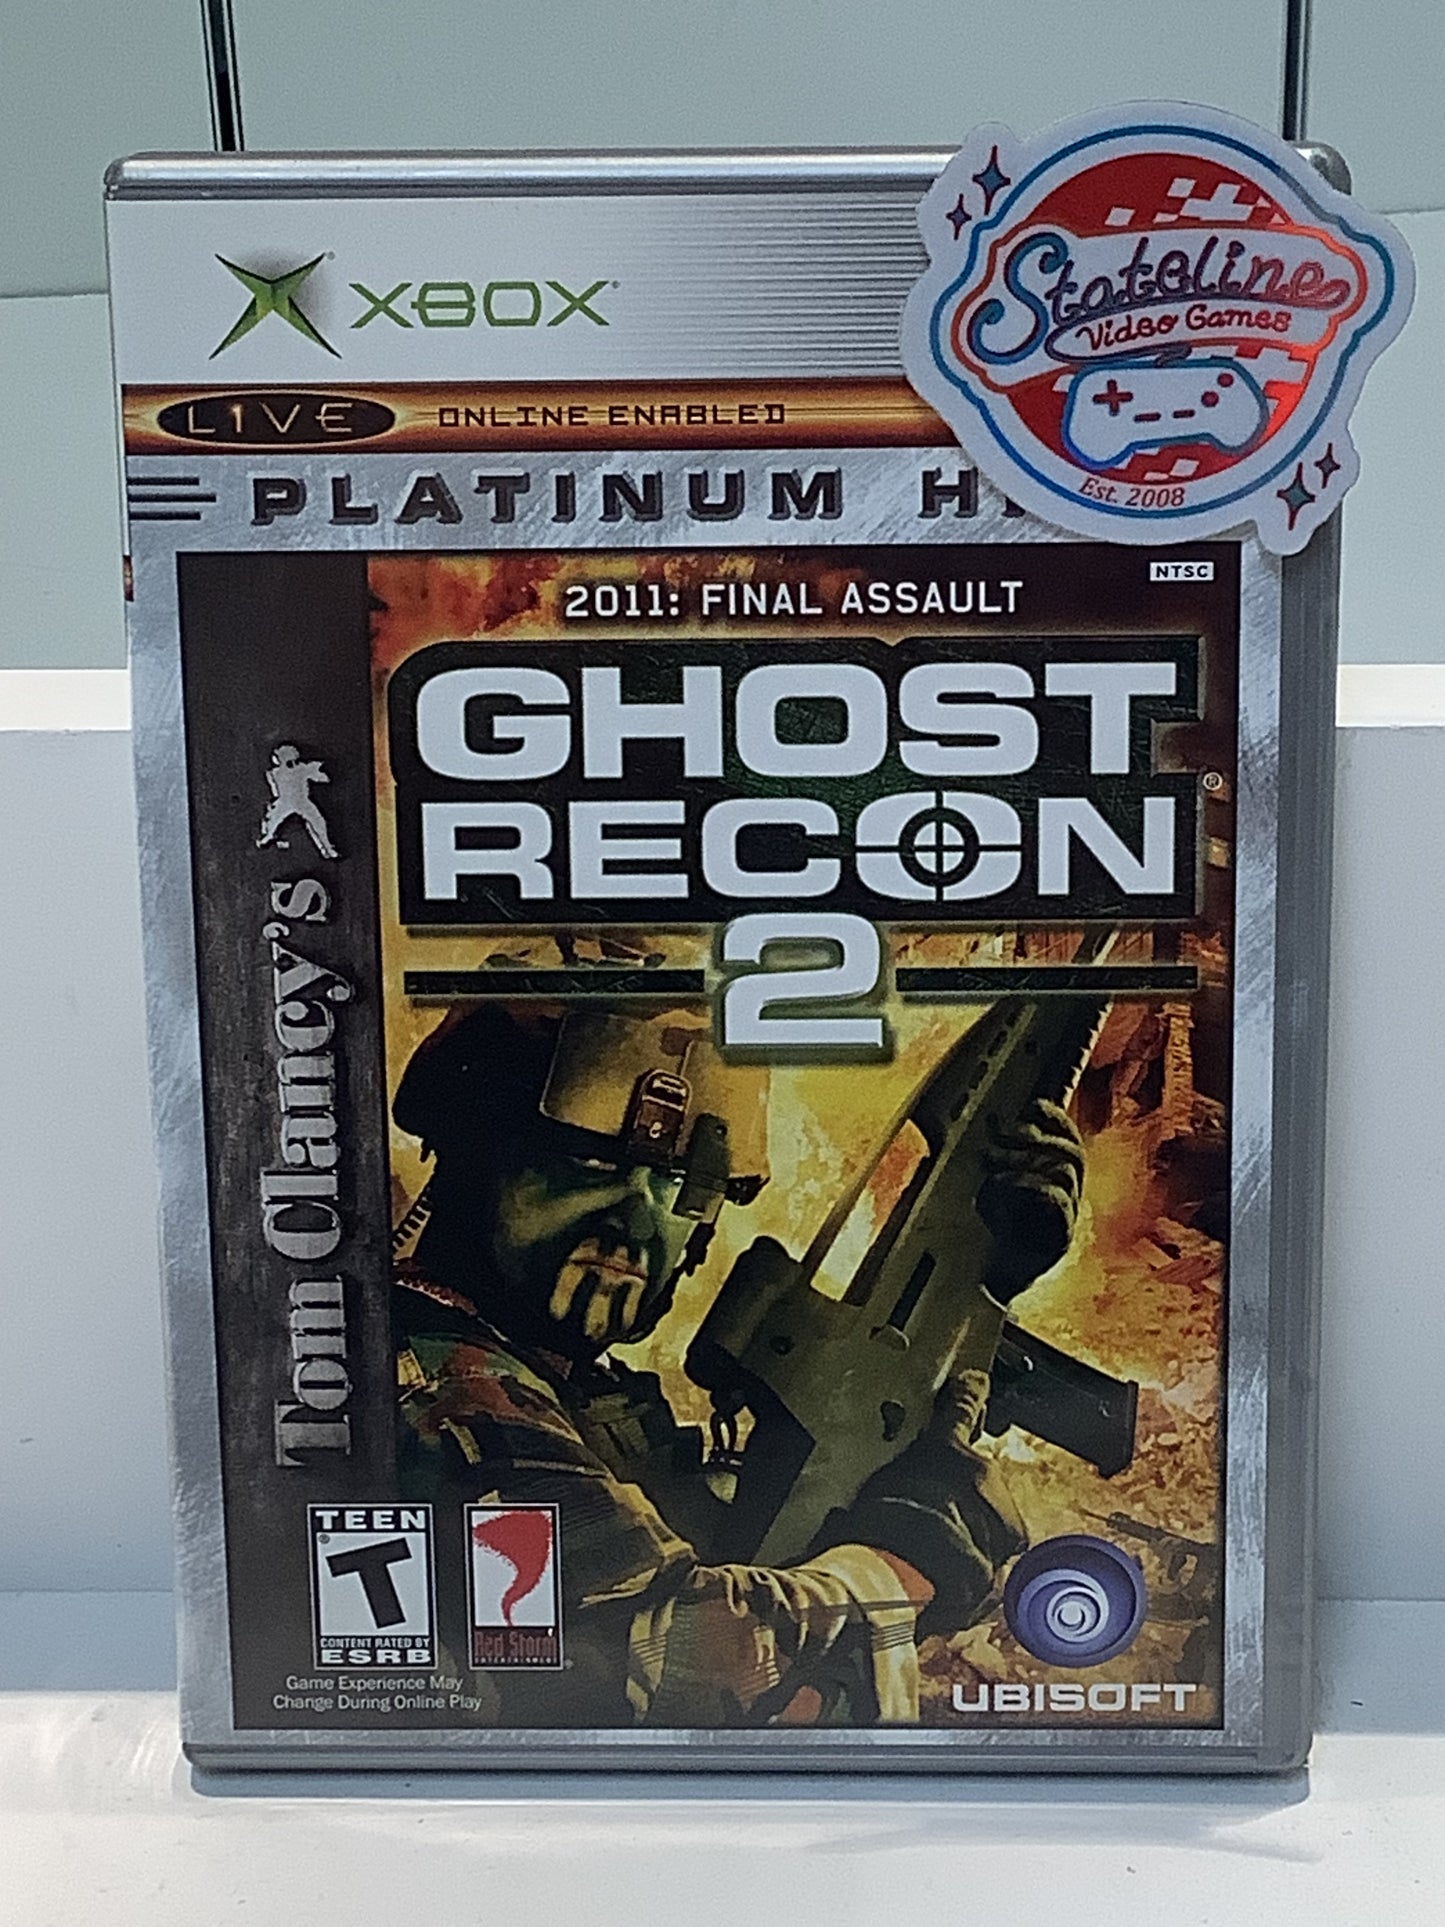 XBOX
Stateline
Video Games
Est. 2008
LIVE ONLINE ENABLED
PLATINUM
NTSC
2011: FINAL ASSAULT
GHOST
RECON
2
Tom Clancy's
TEEN
T
CONTENT RATED BY
ESRB
Red Storm
ENTERTAINMENT
Game Experience May
Change During Online Play
UBISOFT